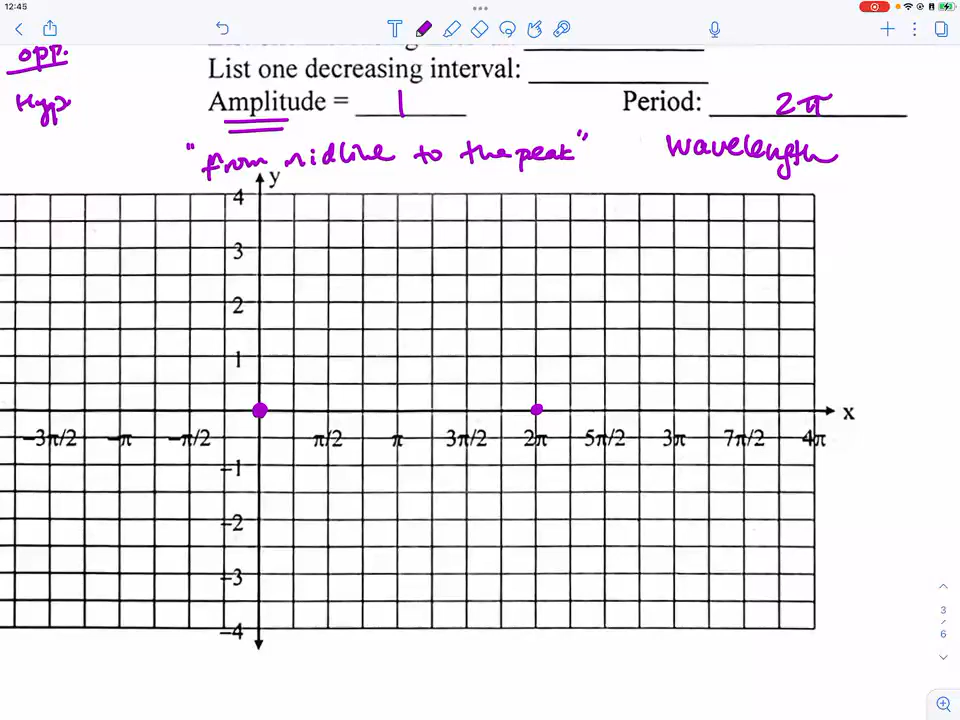 12:45
opp.
Hyp
List one decreasing interval:
Amplitude = 1 Period: 2π
"from midline to the peak" wavelength
y
4
3
2
1
x
-3π/2 -π -π/2 π/2 π 3π/2 2π 5π/2 3π 7π/2 4π
-1
-2
-3
-4
3
/
6